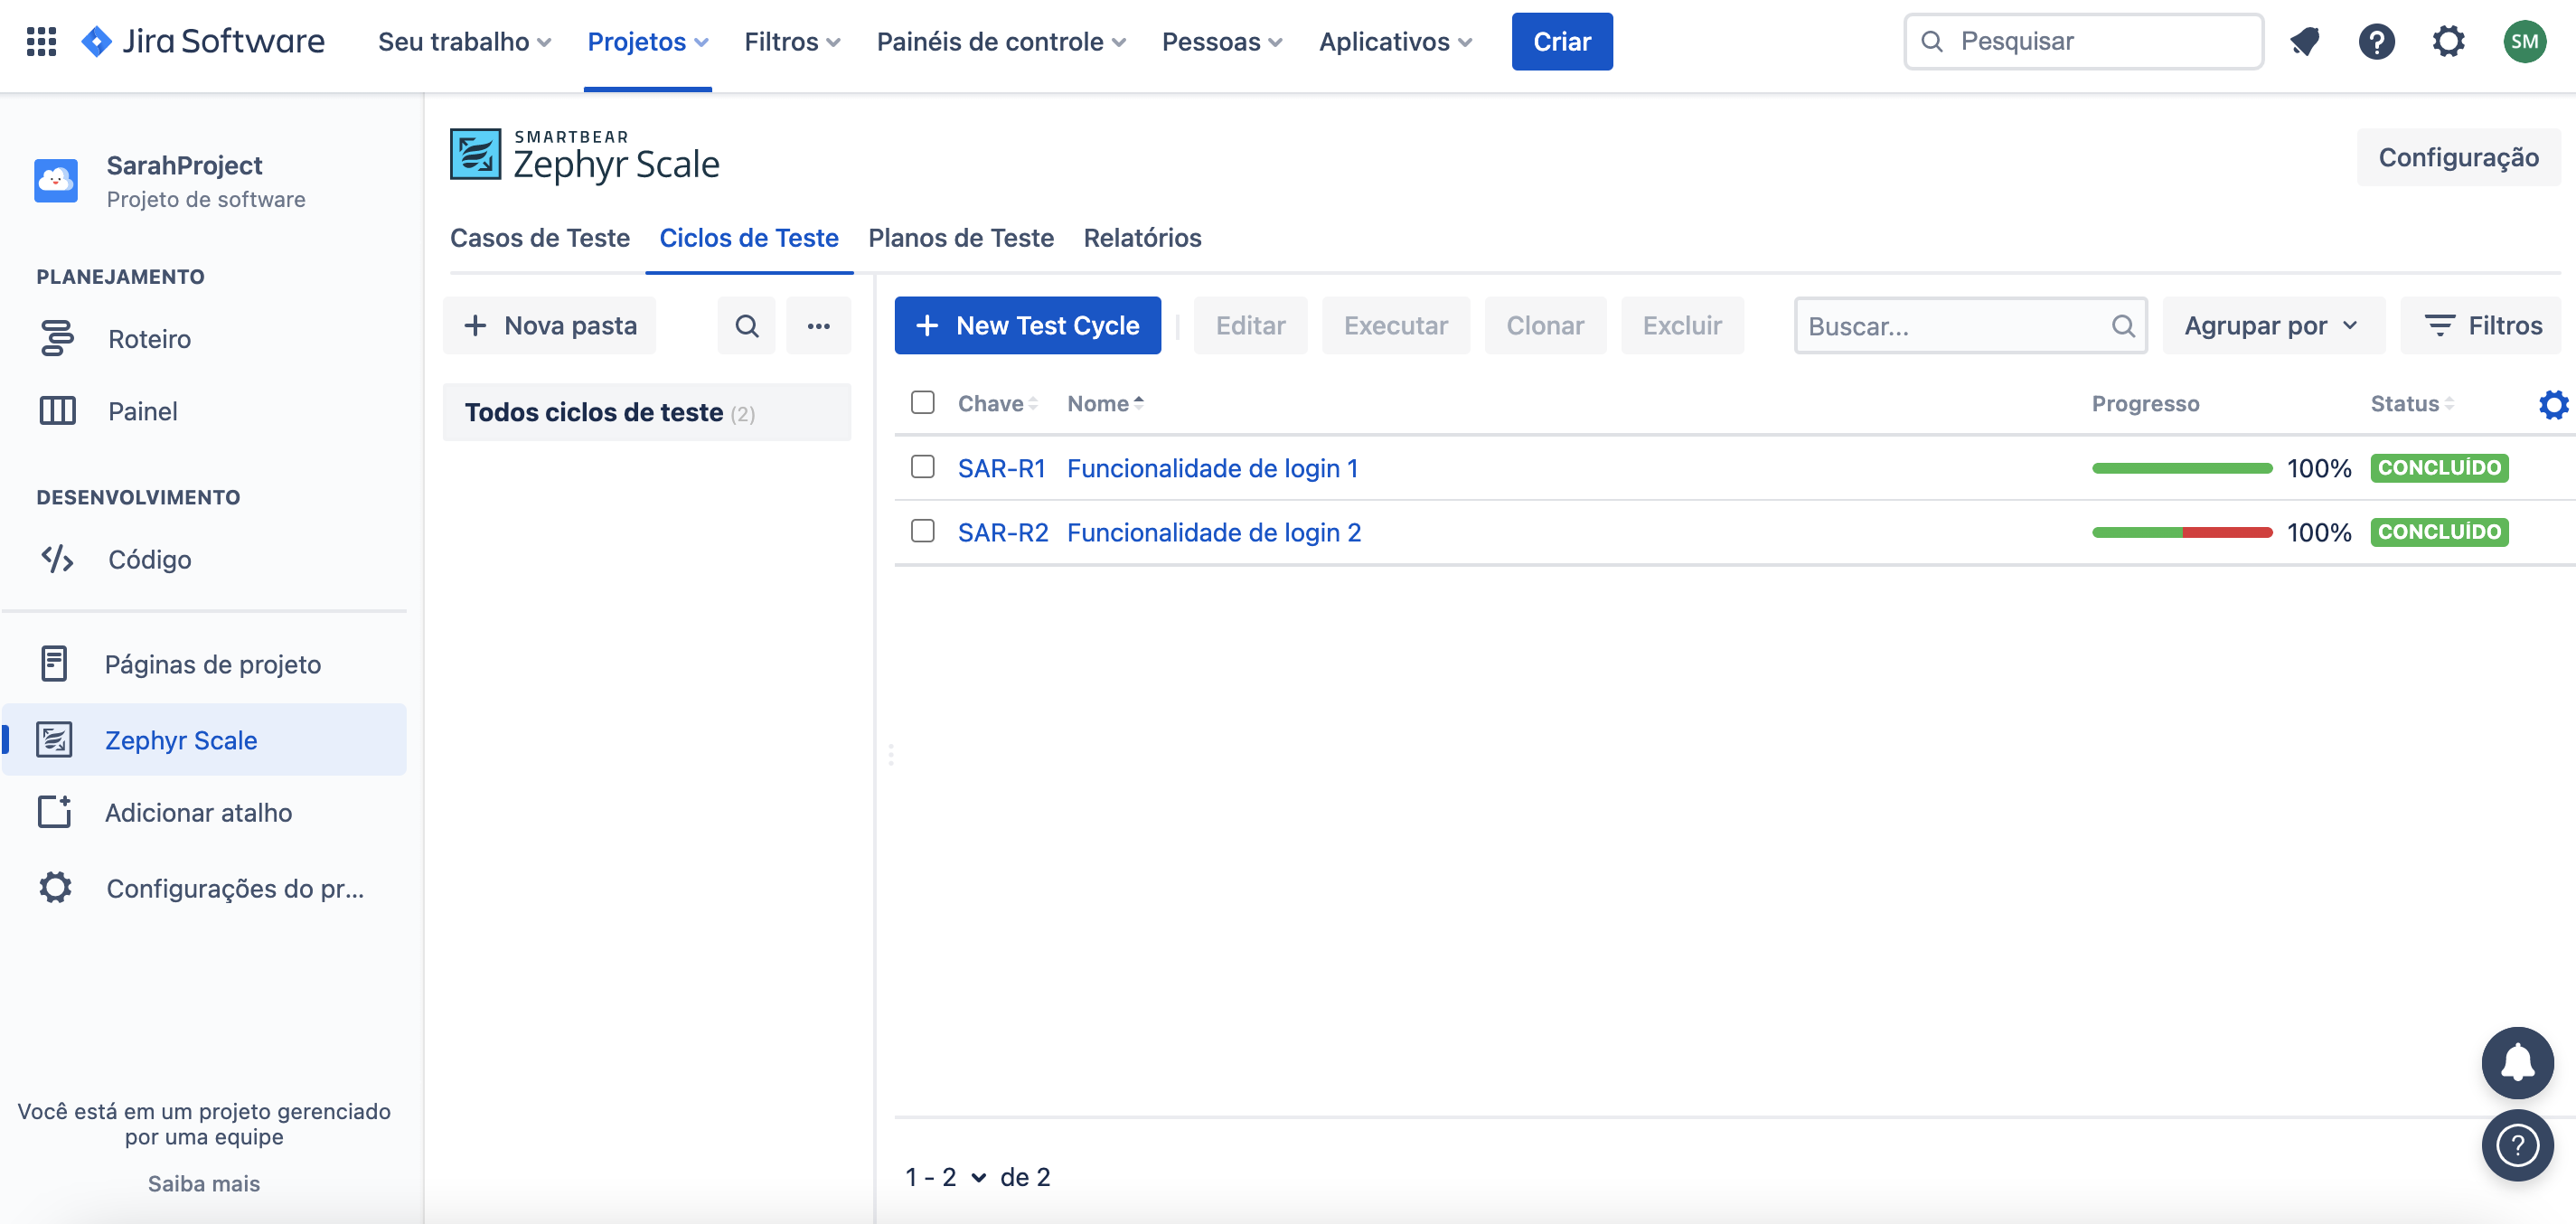 Jira Software
Seu trabalho
Projetos
Filtros
Painéis de controle
Pessoas
Aplicativos
Criar
Pesquisar
SM
SarahProject
Projeto de software
PLANEJAMENTO
Roteiro
Painel
DESENVOLVIMENTO
Código
Páginas de projeto
Zephyr Scale
Adicionar atalho
Configurações do pr...
Você está em um projeto gerenciado
por uma equipe
Saiba mais
SMARTBEAR
Zephyr Scale
Configuração
Casos de Teste
Ciclos de Teste
Planos de Teste
Relatórios
+ Nova pasta
...
Todos ciclos de teste (2)
+ New Test Cycle
Editar
Executar
Clonar
Excluir
Buscar...
Agrupar por
Filtros
Chave Nome Progresso Status
SAR-R1 Funcionalidade de login 1 100% CONCLUÍDO
SAR-R2 Funcionalidade de login 2 100% CONCLUÍDO
1 - 2 de 2